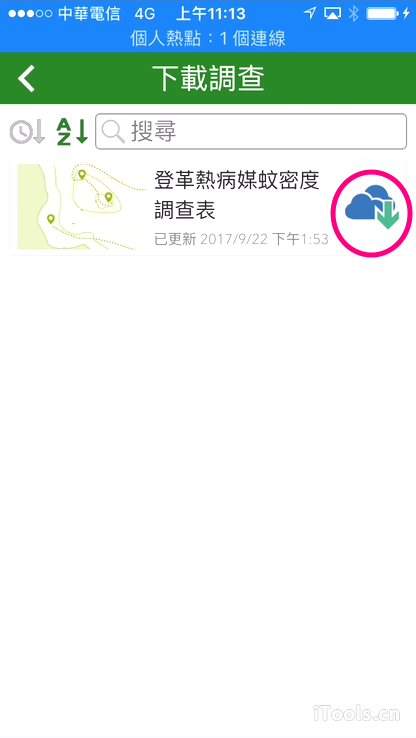 中華電信 4G 上午11:13
個人熱點：1 個連線
下載調查
A
Z
搜尋
登革熱病媒蚊密度
調查表
已更新 2017/9/22 下午1:53
iTools.cn